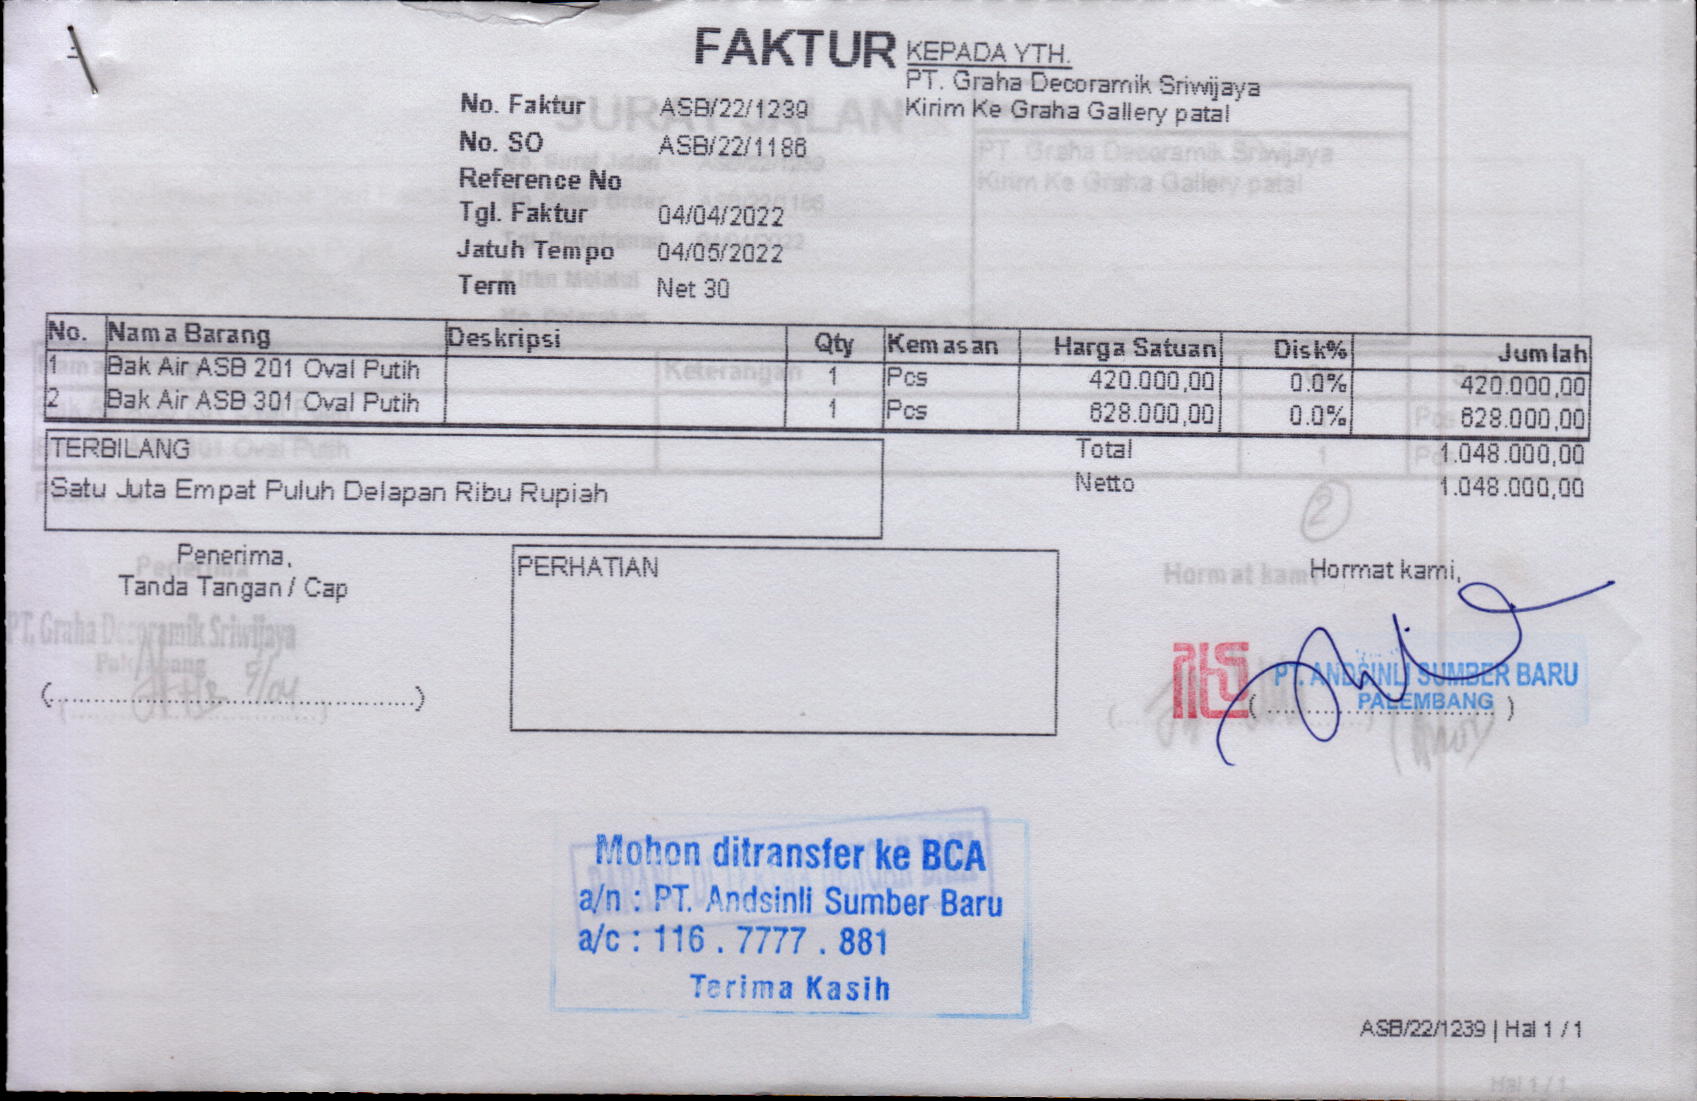 FAKTUR
KEPADA YTH.
PT. Graha Decoramik Sriwijaya
Kirim Ke Graha Gallery patal
No. Faktur ASB/22/1239
No. SO ASB/22/1186
Reference No
Tgl. Faktur 04/04/2022
Jatuh Tempo 04/05/2022
Term Net 30
No. Nama Barang Deskripsi Qty Kemasan Harga Satuan Disk% Jumlah
1 Bak Air ASB 201 Oval Putih 1 Pcs 420.000,00 0.0% 420.000,00
2 Bak Air ASB 301 Oval Putih 1 Pcs 628.000,00 0.0% 628.000,00
TERBILANG
Satu Juta Empat Puluh Delapan Ribu Rupiah
Total 1.048.000,00
Netto 1.048.000,00
2
Penerima,
Tanda Tangan / Cap
(..............................................)
PERHATIAN
Hormat kami,
PT. ANDSINLI SUMBER BARU
PALEMBANG
Mohon ditransfer ke BCA
a/n : PT. Andsinli Sumber Baru
a/c : 116 . 7777 . 881
Terima Kasih
ASB/22/1239 | Hal 1 / 1